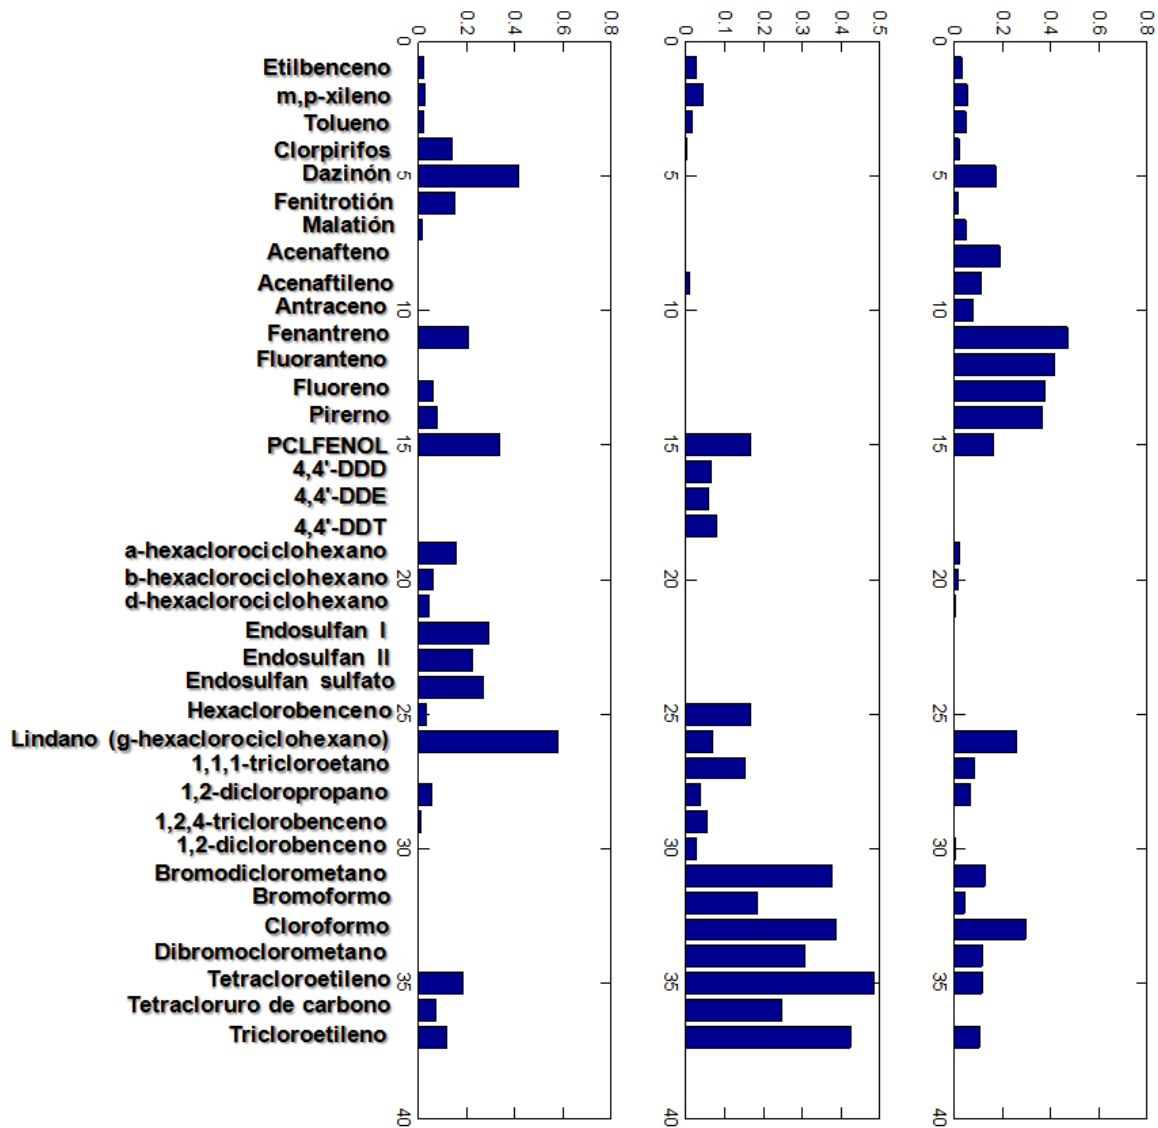 0 0.2 0.4 0.6 0.8 0 0.1 0.2 0.3 0.4 0.5 0 0.2 0.4 0.6 0.8
0 0 0
Etilbenceno
m,p-xileno
Tolueno
Clorpirifos
Dazinón 5 5 5
Fenitrotión
Malatión
Acenafteno
Acenaftileno
Antraceno 10 10 10
Fenantreno
Fluoranteno
Fluoreno
Pirerno
PCLFENOL 15 15 15
4,4'-DDD
4,4'-DDE
4,4'-DDT
a-hexaclorociclohexano
b-hexaclorociclohexano 20 20 20
d-hexaclorociclohexano
Endosulfan I
Endosulfan II
Endosulfan sulfato
Hexaclorobenceno 25 25 25
Lindano (g-hexaclorociclohexano)
1,1,1-tricloroetano
1,2-dicloropropano
1,2,4-triclorobenceno
1,2-diclorobenceno 30 30 30
Bromodiclorometano
Bromoformo
Cloroformo
Dibromoclorometano
Tetracloroetileno 35 35 35
Tetracloruro de carbono
Tricloroetileno
40 40 40